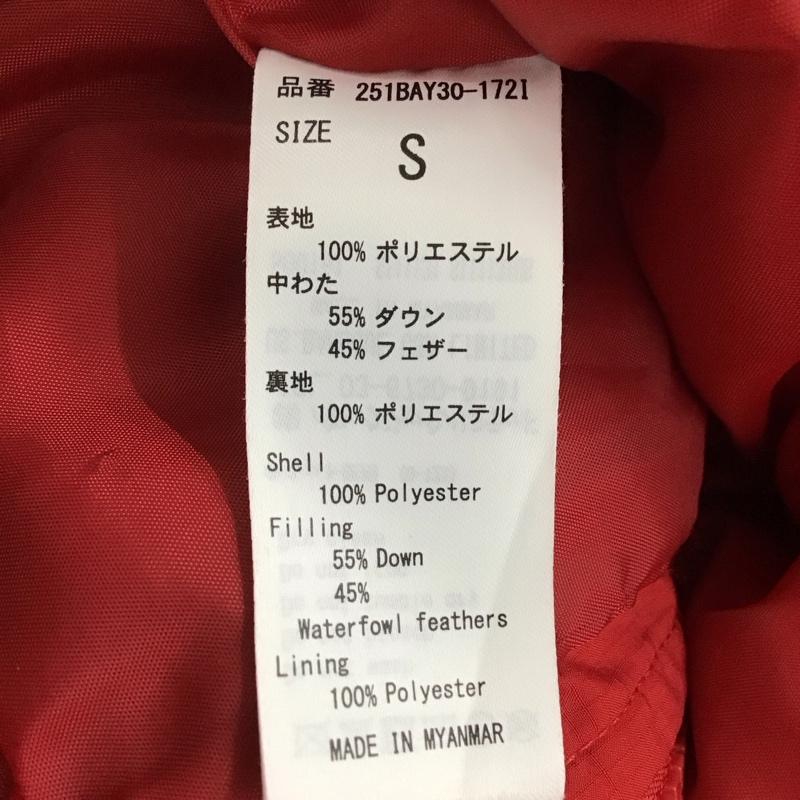 品番 251BAY30-172I
SIZE
S
表地
100% ポリエステル
中わた
55% ダウン
45% フェザー
裏地
100% ポリエステル
Shell
100% Polyester
Filling
55% Down
45%
Waterfowl feathers
Lining
100% Polyester
MADE IN MYANMAR